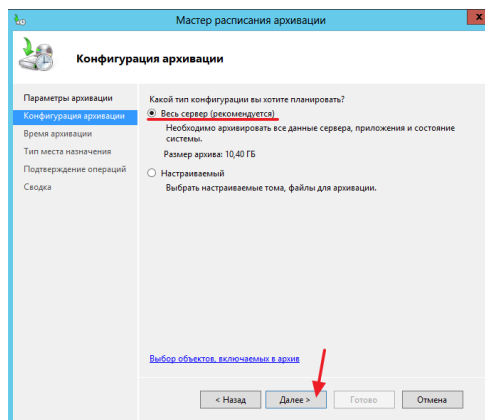 Мастер расписания архивации
x
Конфигурация архивации
Параметры архивации
Конфигурация архивации
Время архивации
Тип места назначения
Подтверждение операций
Сводка
Какой тип конфигурации вы хотите планировать?
Весь сервер (рекомендуется)
Необходимо архивировать все данные сервера, приложения и состояние
системы.
Размер архива: 10,40 ГБ
Настраиваемый
Выбрать настраиваемые тома, файлы для архивации.
Выбор объектов, включаемых в архив
< Назад
Далее >
Готово
Отмена